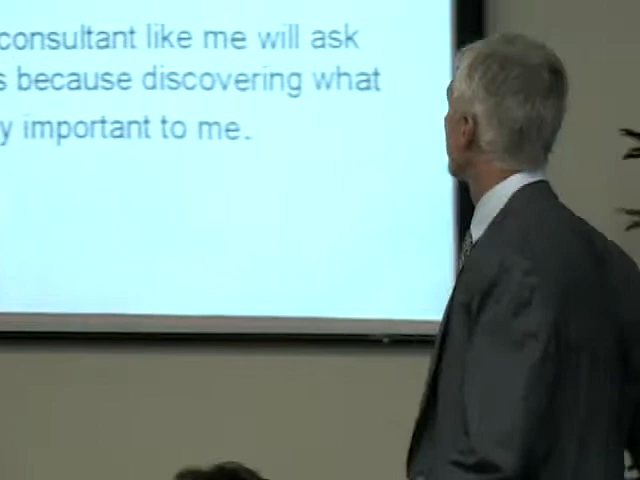 consultant like me will ask
s because discovering what
y important to me.